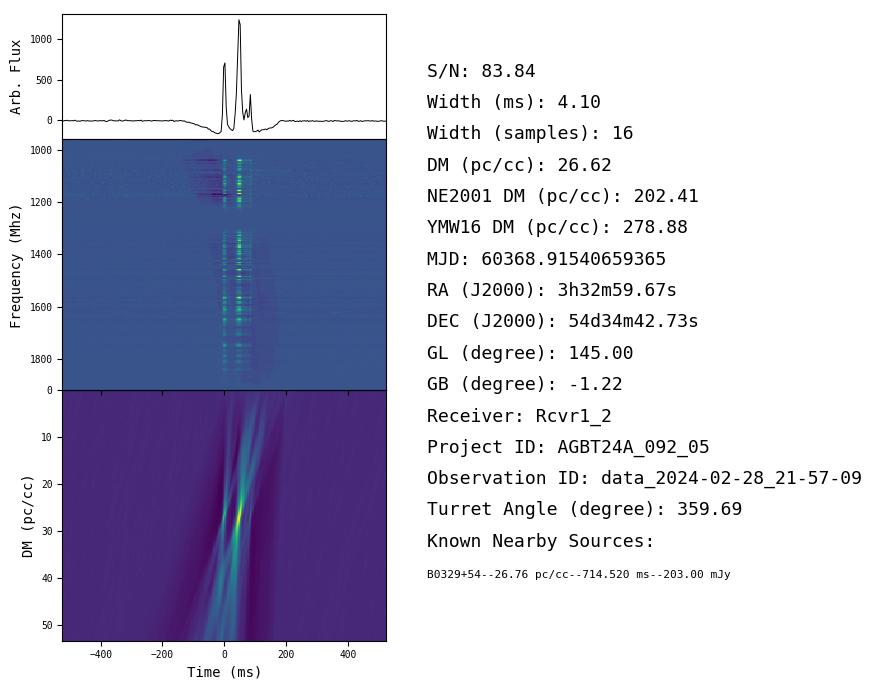 1000
500
0
Arb. Flux
1000
1200
1400
1600
1800
Frequency (Mhz)
0
10
20
30
40
50
DM (pc/cc)
−400 −200 0 200 400
Time (ms)
S/N: 83.84
Width (ms): 4.10
Width (samples): 16
DM (pc/cc): 26.62
NE2001 DM (pc/cc): 202.41
YMW16 DM (pc/cc): 278.88
MJD: 60368.91540659365
RA (J2000): 3h32m59.67s
DEC (J2000): 54d34m42.73s
GL (degree): 145.00
GB (degree): -1.22
Receiver: Rcvr1_2
Project ID: AGBT24A_092_05
Observation ID: data_2024-02-28_21-57-09
Turret Angle (degree): 359.69
Known Nearby Sources:
B0329+54--26.76 pc/cc--714.520 ms--203.00 mJy